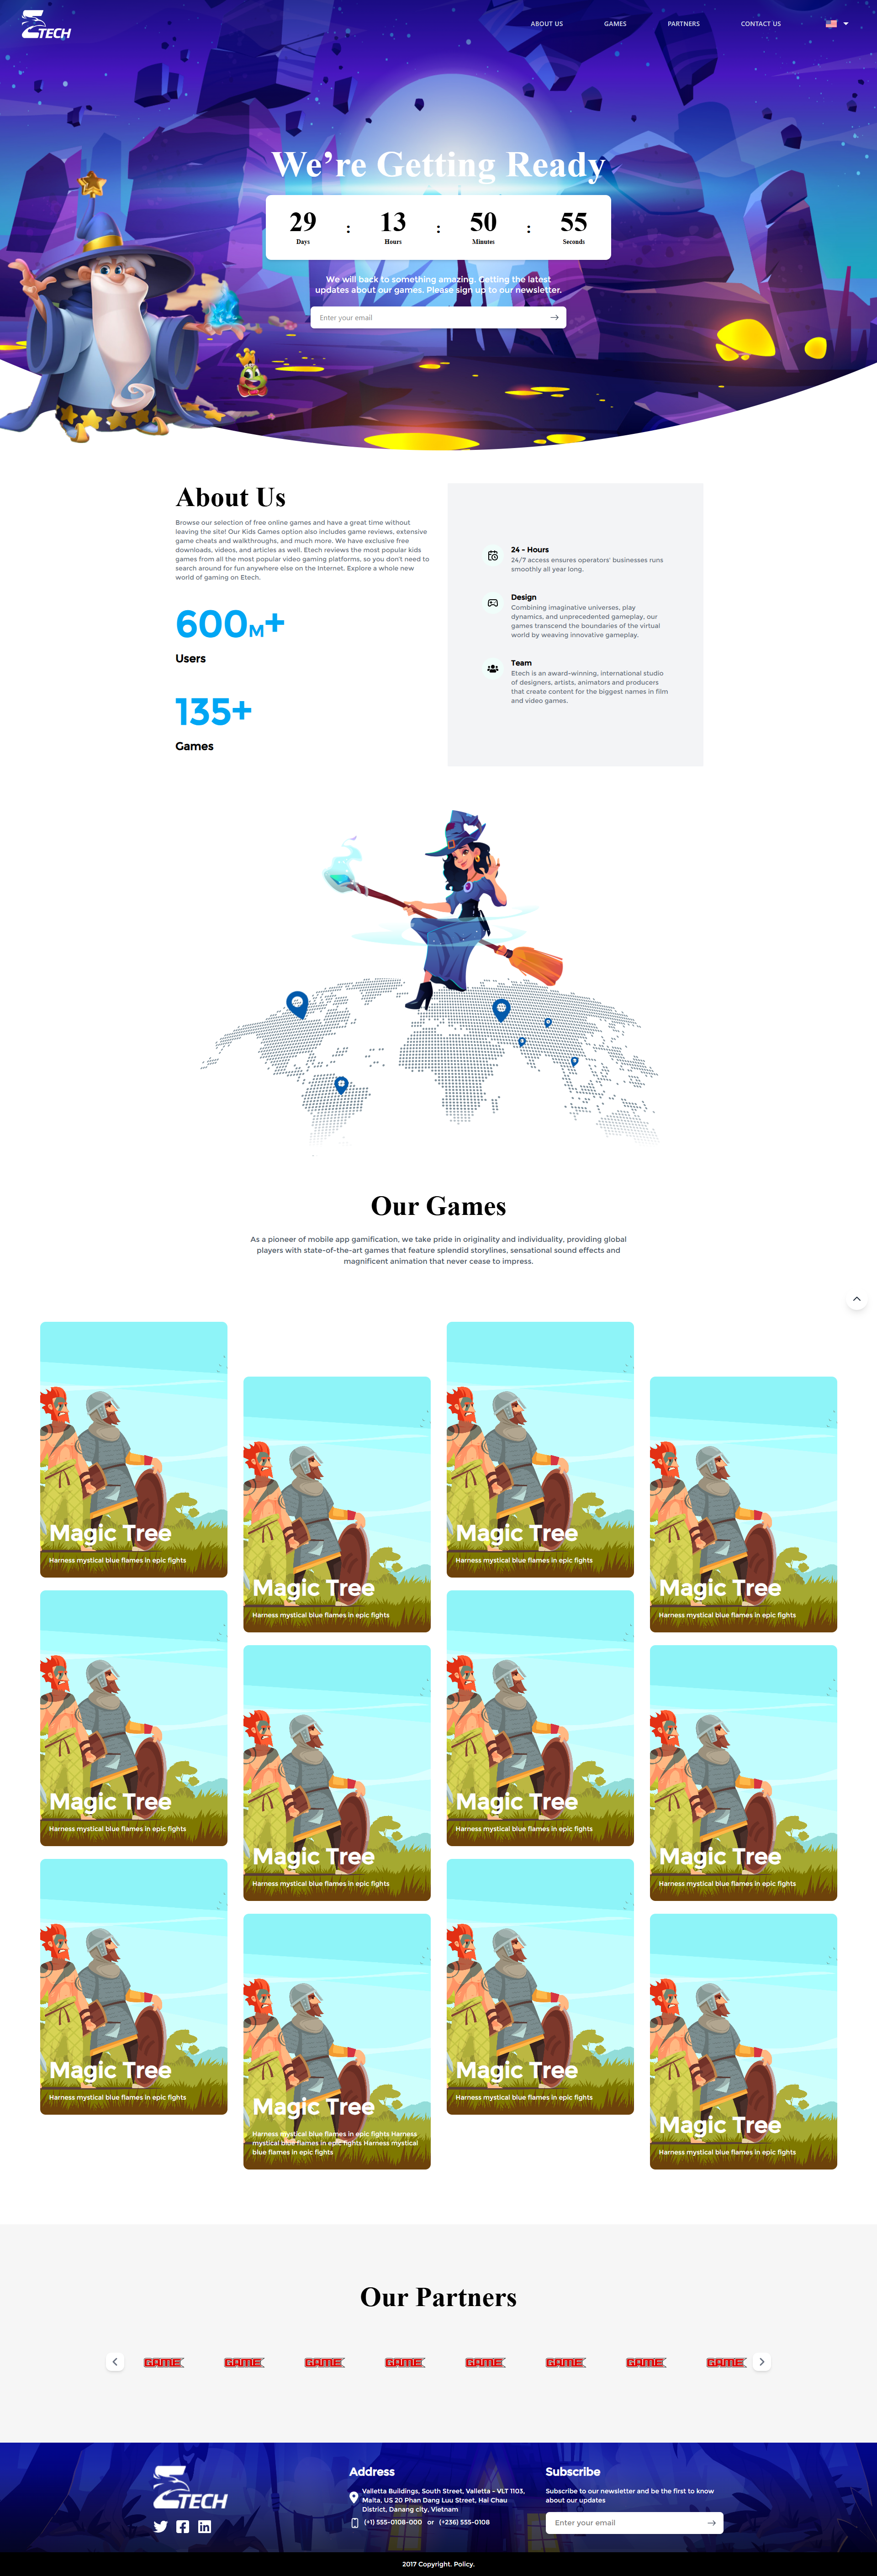 ETECH
ABOUT US
GAMES
PARTNERS
CONTACT US
We're Getting Ready
29 : 13 : 50 : 55
Days Hours Minutes Seconds
We will back to something amazing. Getting the latest
updates about our games. Please sign up to our newsletter.
Enter your email
About Us
Browse our selection of free online games and have a great time without
leaving the site! Our Kids Games option also includes game reviews, extensive
game cheats and walkthroughs, and much more. We have exclusive free
downloads, videos, and articles as well. Etech reviews the most popular kids
games from all the most popular video gaming platforms, so you don't need to
search around for fun anywhere else on the Internet. Explore a whole new
world of gaming on Etech.
600M+
Users
135+
Games
24 - Hours
24/7 access ensures operators' businesses runs
smoothly all year long.
Design
Combining imaginative universes, play
dynamics, and unprecedented gameplay, our
games transcend the boundaries of the virtual
world by weaving innovative gameplay.
Team
Etech is an award-winning, international studio
of designers, artists, animators and producers
that create content for the biggest names in film
and video games.
Our Games
As a pioneer of mobile app gamification, we take pride in originality and individuality, providing global
players with state-of-the-art games that feature splendid storylines, sensational sound effects and
magnificent animation that never cease to impress.
Magic Tree
Harness mystical blue flames in epic fights
Magic Tree
Harness mystical blue flames in epic fights
Magic Tree
Harness mystical blue flames in epic fights
Magic Tree
Harness mystical blue flames in epic fights
Magic Tree
Harness mystical blue flames in epic fights
Magic Tree
Harness mystical blue flames in epic fights
Magic Tree
Harness mystical blue flames in epic fights
Magic Tree
Harness mystical blue flames in epic fights
Magic Tree
Harness mystical blue flames in epic fights
Magic Tree
Harness mystical blue flames in epic fights Harness
mystical blue flames in epic fights Harness mystical
blue flames in epic fights
Magic Tree
Harness mystical blue flames in epic fights
Magic Tree
Harness mystical blue flames in epic fights
Our Partners
GAME GAME GAME GAME GAME GAME GAME GAME
ETECH
Address
Valletta Buildings, South Street, Valletta - VLT 1103,
Malta, US 20 Phan Dang Luu Street, Hai Chau
District, Danang city, Vietnam
(+1) 555-0108-000 or (+236) 555-0108
Subscribe
Subscribe to our newsletter and be the first to know
about our updates
Enter your email
2017 Copyright. Policy.